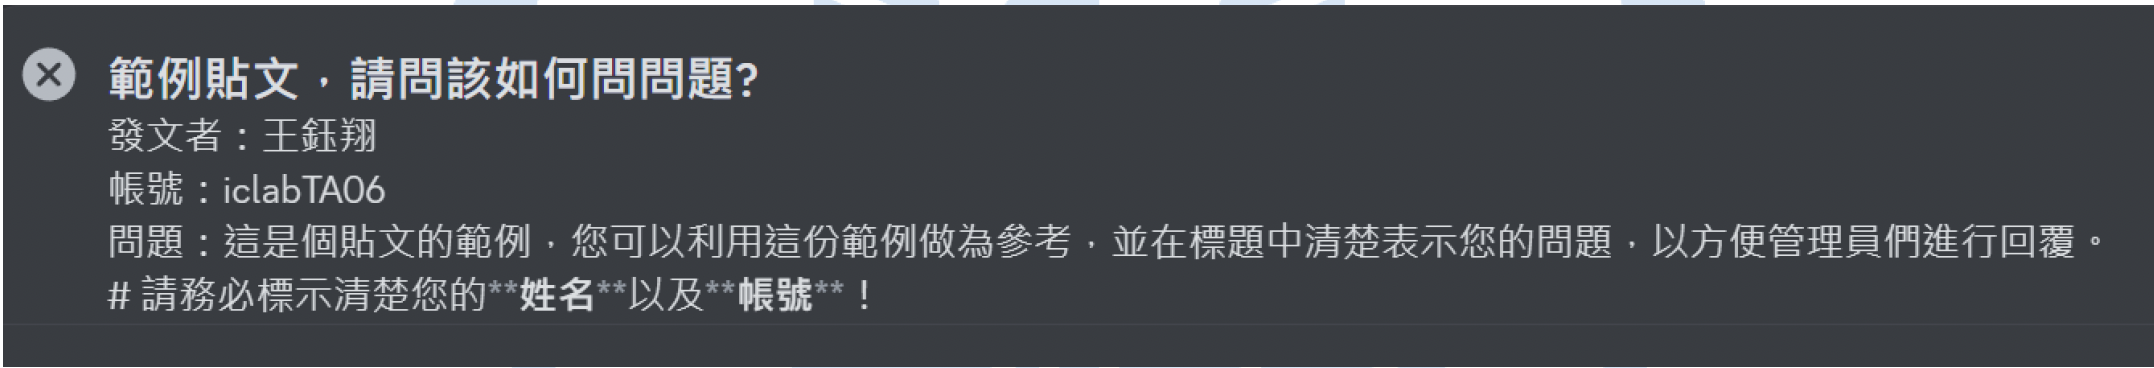 範例貼文，請問該如何問問題?
發文者：王鈺翔
帳號：iclabTA06
問題：這是個貼文的範例，您可以利用這份範例做為參考，並在標題中清楚表示您的問題，以方便管理員們進行回覆。
# 請務必標示清楚您的**姓名**以及**帳號**！